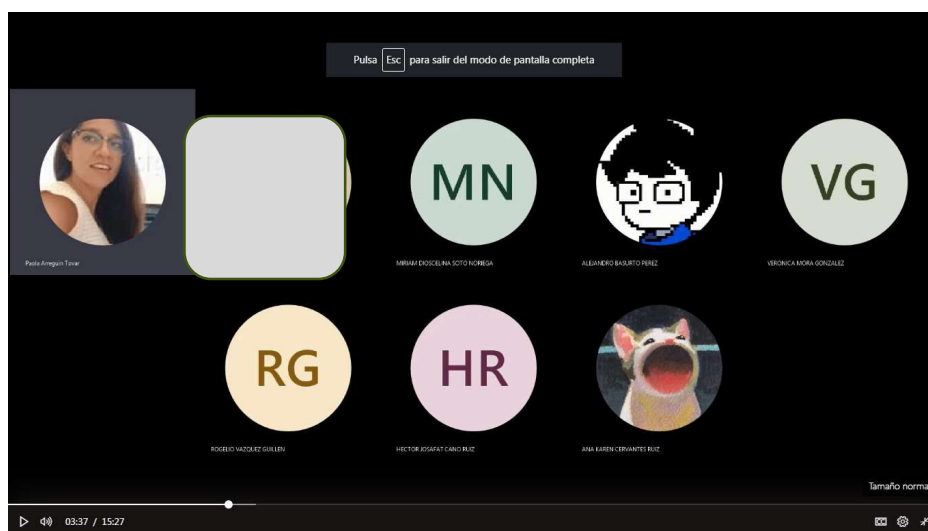 Pulsa Esc para salir del modo de pantalla completa
MN
VG
Paola Arreguin Tovar
MIRIAM DIOSCELINA SOTO NORIEGA
ALEJANDRO BASURTO PEREZ
VERONICA MORA GONZALEZ
RG
HR
ROGELIO VAZQUEZ GUILLEN
HECTOR JOSAFAT CANO RUIZ
ANA KAREN CERVANTES RUIZ
Tamaño norma
03:37 / 15:27